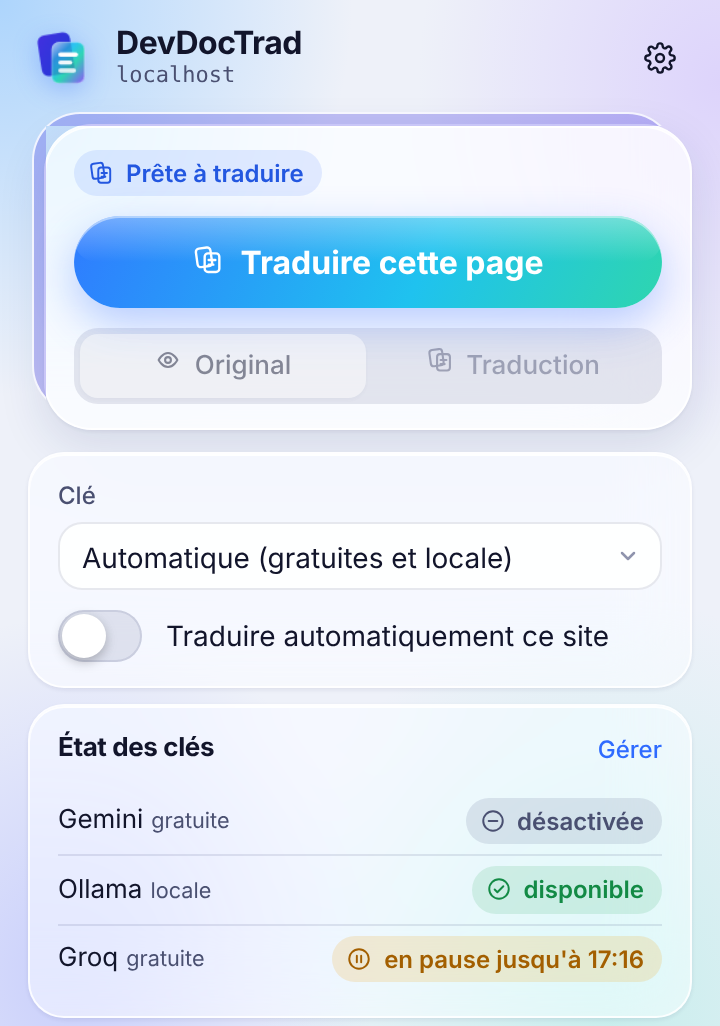 DevDocTrad
localhost
Prête à traduire
Traduire cette page
Original
Traduction
Clé
Automatique (gratuites et locale)
Traduire automatiquement ce site
État des clés
Gérer
Gemini gratuite
désactivée
Ollama locale
disponible
Groq gratuite
en pause jusqu'à 17:16